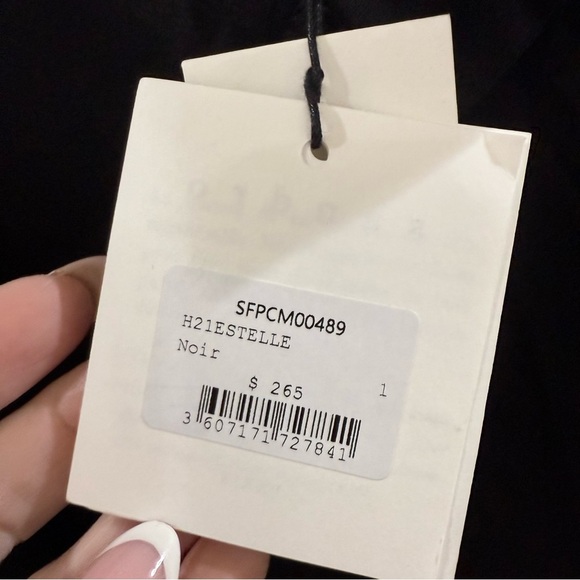 SFPCM00489
H21ESTELLE
Noir
$ 265 1
3 607171 727841